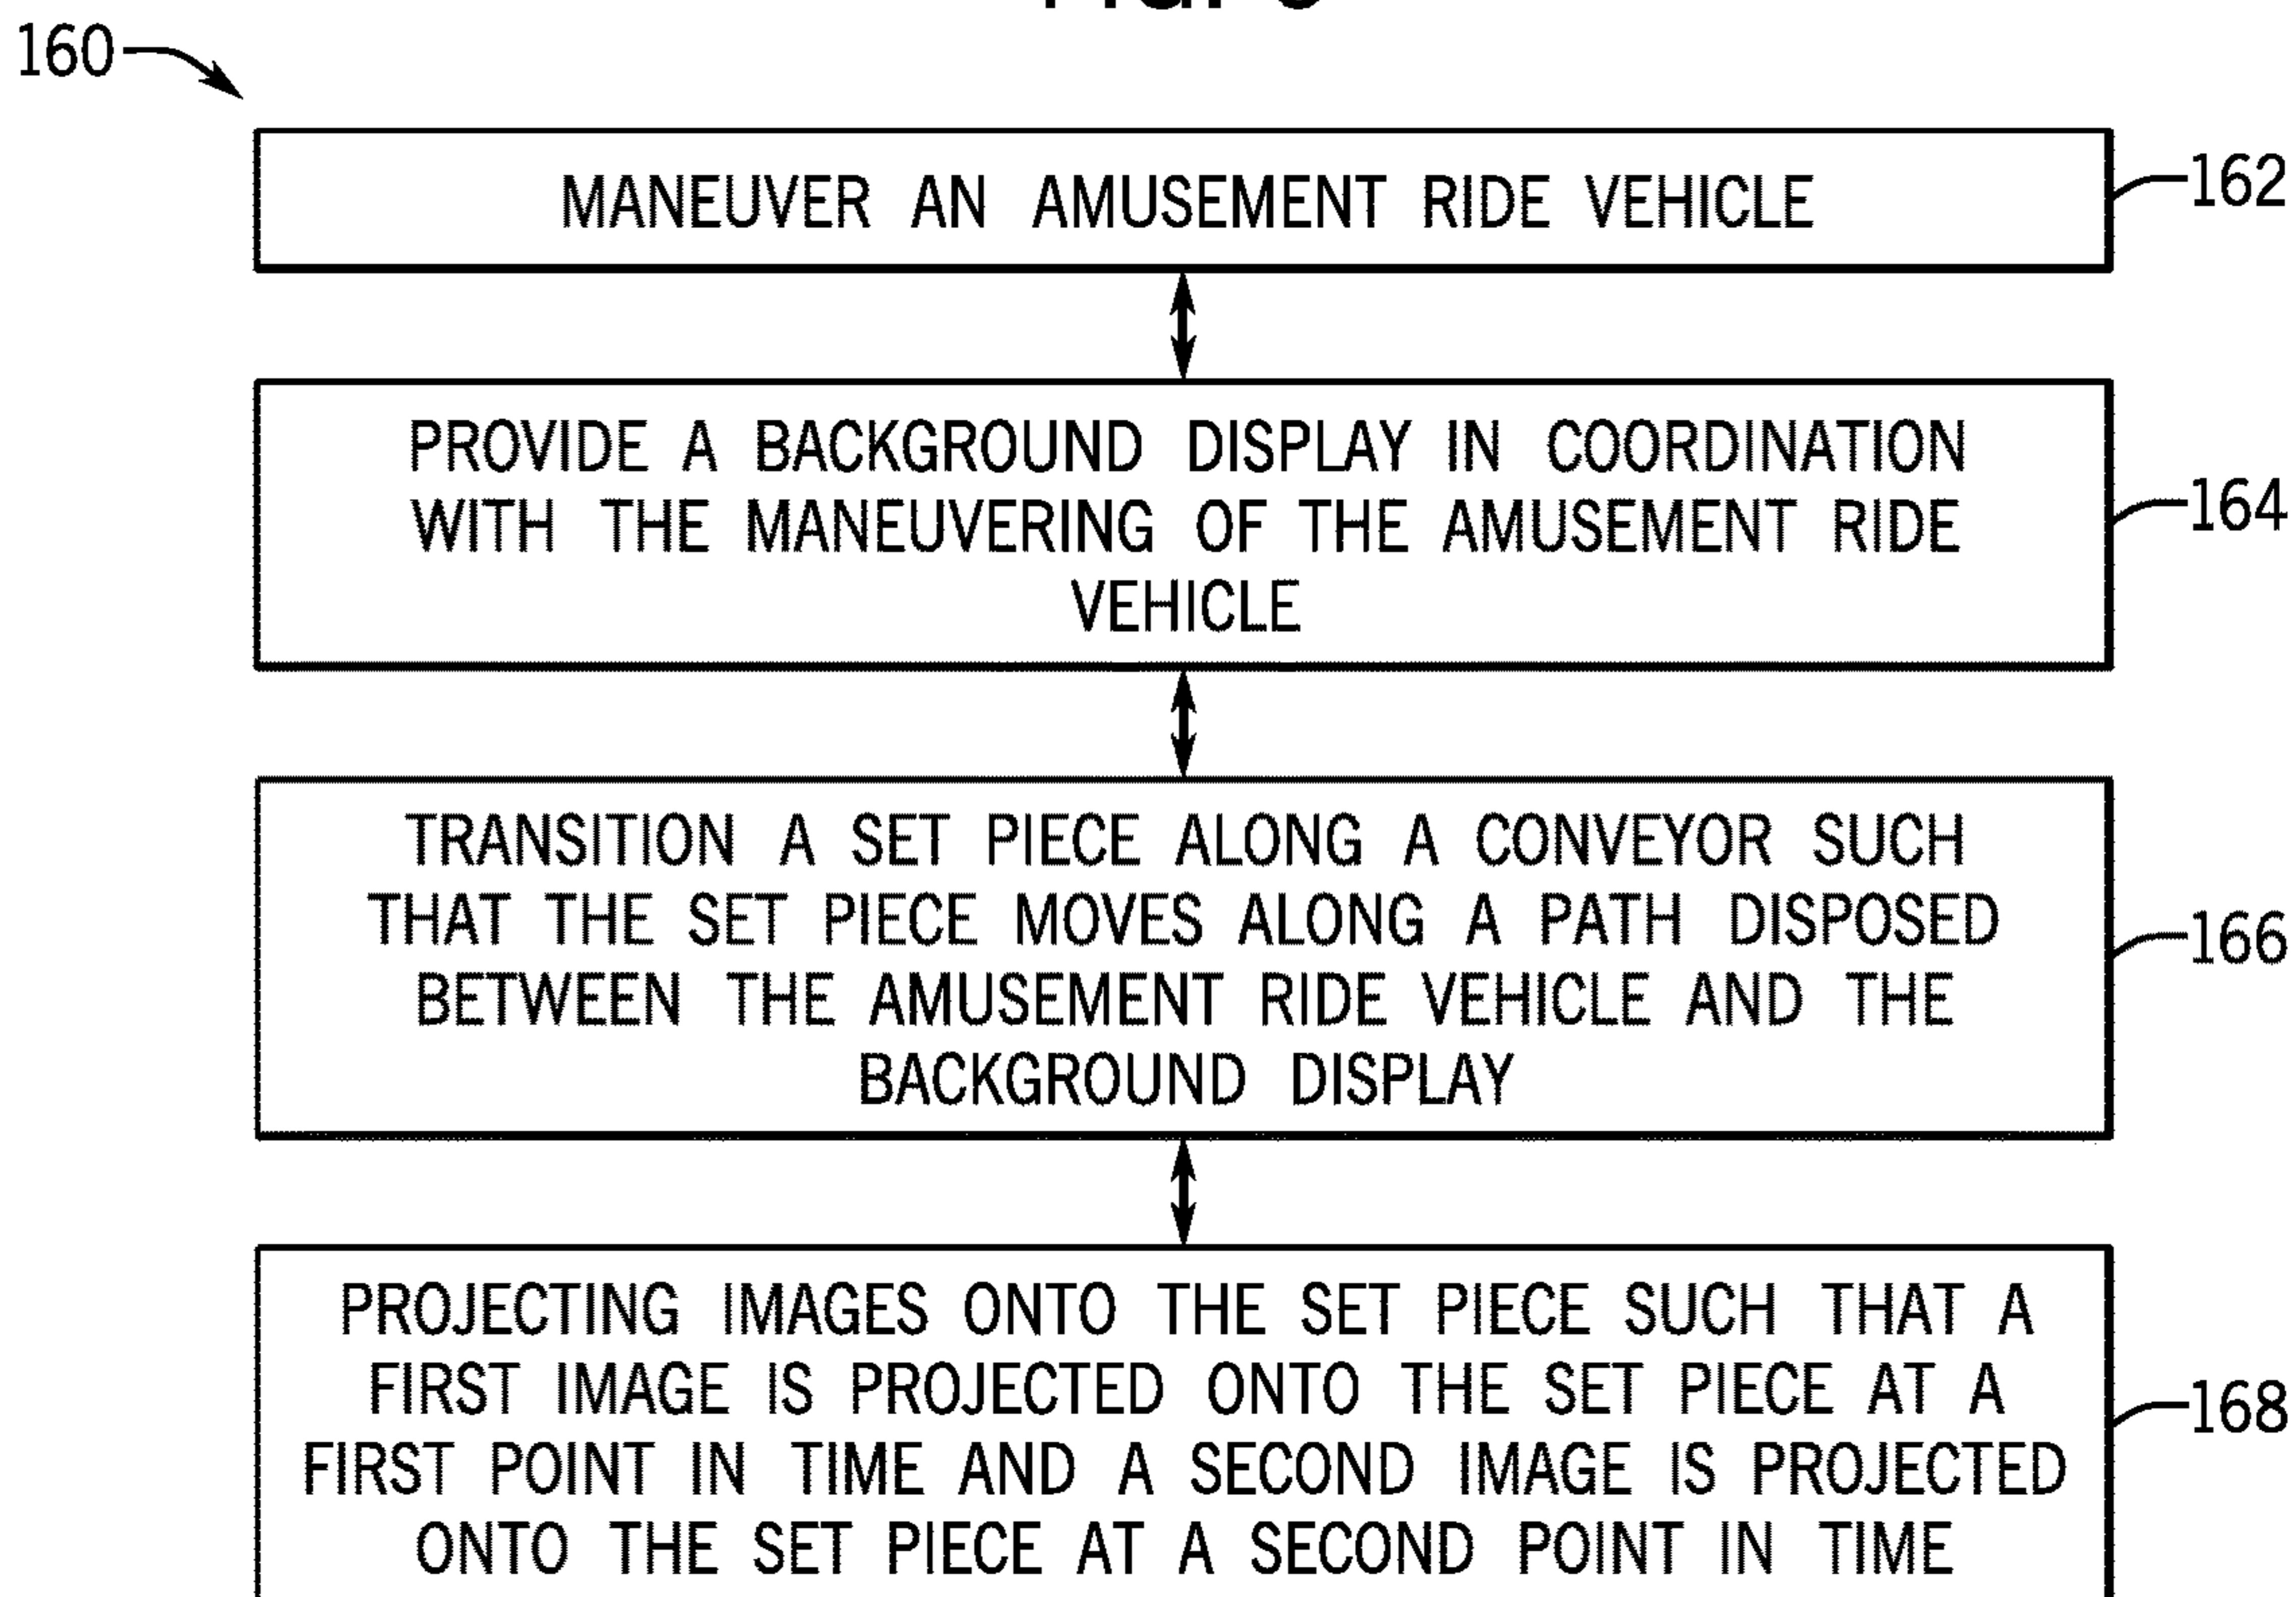 160
MANEUVER AN AMUSEMENT RIDE VEHICLE
162
PROVIDE A BACKGROUND DISPLAY IN COORDINATION
WITH THE MANEUVERING OF THE AMUSEMENT RIDE
VEHICLE
164
TRANSITION A SET PIECE ALONG A CONVEYOR SUCH
THAT THE SET PIECE MOVES ALONG A PATH DISPOSED
BETWEEN THE AMUSEMENT RIDE VEHICLE AND THE
BACKGROUND DISPLAY
166
PROJECTING IMAGES ONTO THE SET PIECE SUCH THAT A
FIRST IMAGE IS PROJECTED ONTO THE SET PIECE AT A
FIRST POINT IN TIME AND A SECOND IMAGE IS PROJECTED
ONTO THE SET PIECE AT A SECOND POINT IN TIME
168